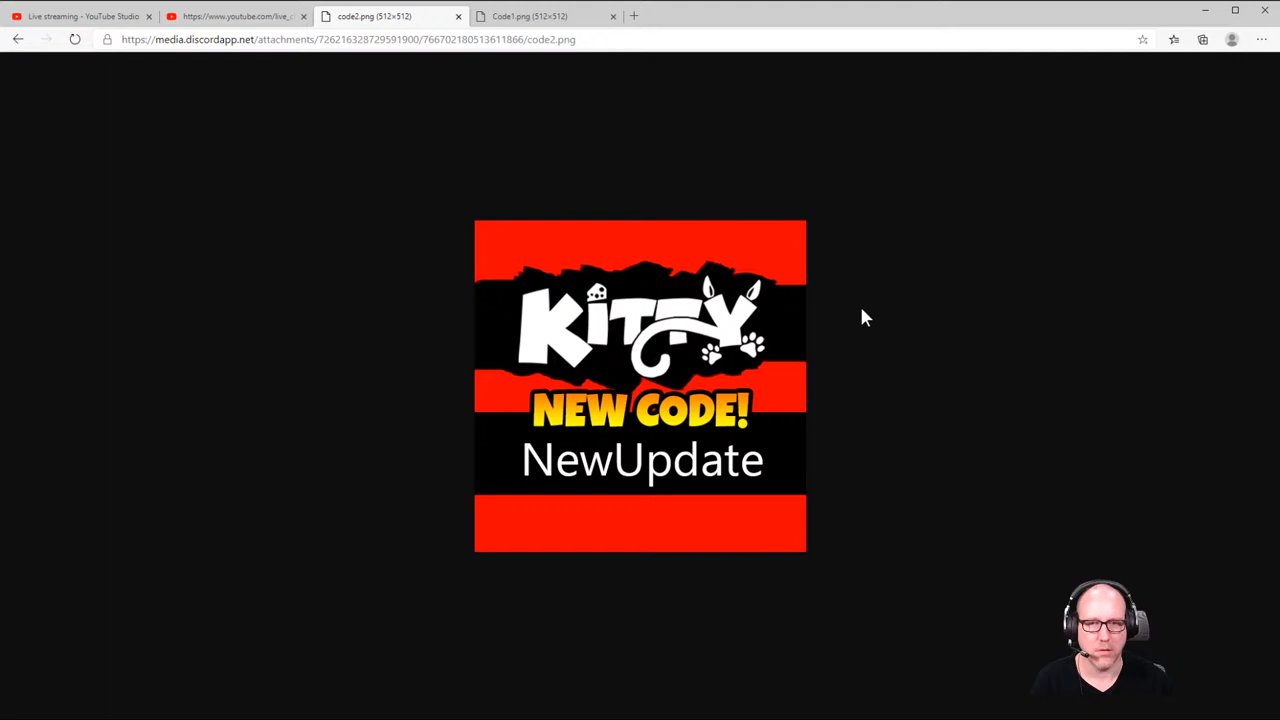 Live streaming - YouTube Studio
https://www.youtube.com/live_c
code2.png (512×512)
Code1.png (512×512)
https://media.discordapp.net/attachments/726216328729591900/766702180513611866/code2.png
KiTTY
NEW CODE!
NewUpdate